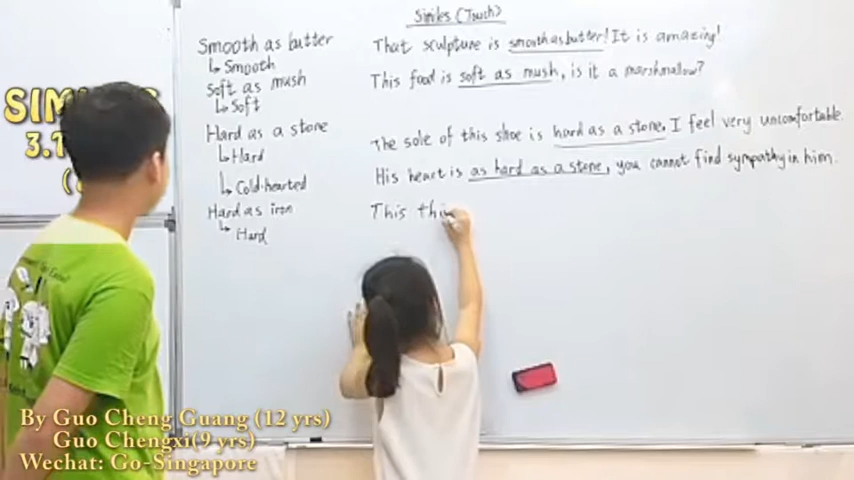 Similes (Touch)
Smooth as butter
↳ Smooth
Soft as mush
↳ Soft
Hard as a stone
↳ Hard
↳ Cold-hearted
Hard as iron
↳ Hard
That sculpture is smooth as butter! It is amazing!
This food is soft as mush, is it a marshmallow?
The sole of this shoe is hard as a stone. I feel very uncomfortable.
His heart is as hard as a stone, you cannot find sympathy in him.
This thi
SIM
3.1
By Guo Cheng Guang (12 yrs)
Guo Chengxi(9 yrs)
Wechat: Go-Singapore